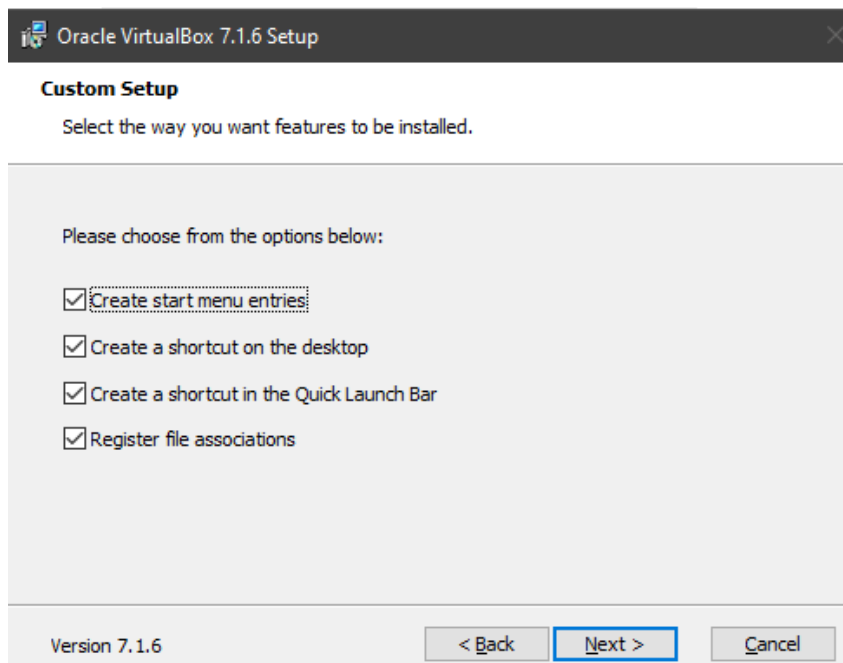 Oracle VirtualBox 7.1.6 Setup
Custom Setup
Select the way you want features to be installed.
Please choose from the options below:
Create start menu entries
Create a shortcut on the desktop
Create a shortcut in the Quick Launch Bar
Register file associations
Version 7.1.6
< Back
Next >
Cancel